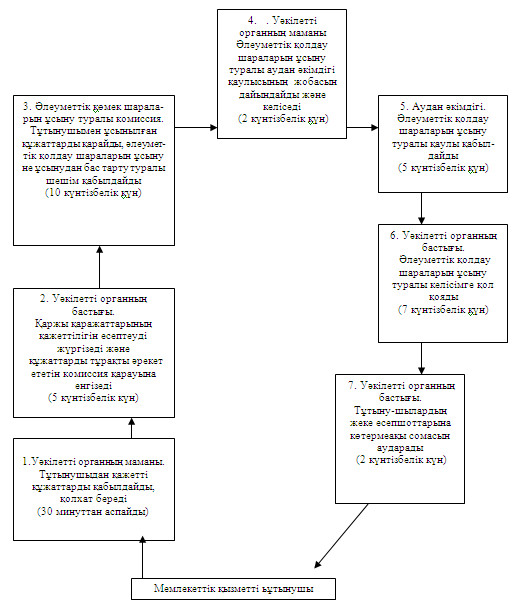 4. . Уәкілетті
органның маманы
Әлеуметтік қолдау
шараларын ұсыну
туралы аудан әкімдігі
қаулысының жобасын
дайындайды және
келіседі
(2 күнтізбелік күн)
3. Әлеуметтік көмек шарала-
рын ұсыну туралы комиссия.
Тұтынушымен ұсынылған
құжаттарды қарайды, әлеумет-
тік қолдау шараларын ұсыну
не ұсынудан бас тарту туралы
шешім қабылдайды
(10 күнтізбелік күн)
5. Аудан әкімдігі.
Әлеуметтік қолдау
шараларын ұсыну
туралы қаулы қабыл-
дайды
(5 күнтізбелік күн)
6. Уәкілетті органның
бастығы.
Әлеуметтік қолдау
шараларын ұсыну
туралы келісімге қол
қояды
(7 күнтізбелік күн)
2. Уәкілетті органның
бастығы.
Қаржы қаражаттарының
қажеттілігін есептеуді
жүргізеді және
құжаттарды тұрақты әрекет
ететін комиссия қарауына
енгізеді
(5 күнтізбелік күн)
7. Уәкілетті органның
бастығы.
Тұтыну-шылардың
жеке есепшоттарына
көтермеақы сомасын
аударады
(2 күнтізбелік күн)
1.Уәкілетті органның маманы.
Тұтынушыдан қажетті
құжаттарды қабылдайды,
қолхат береді
(30 минуттан аспайды)
Мемлекеттік қызметті ұтынушы